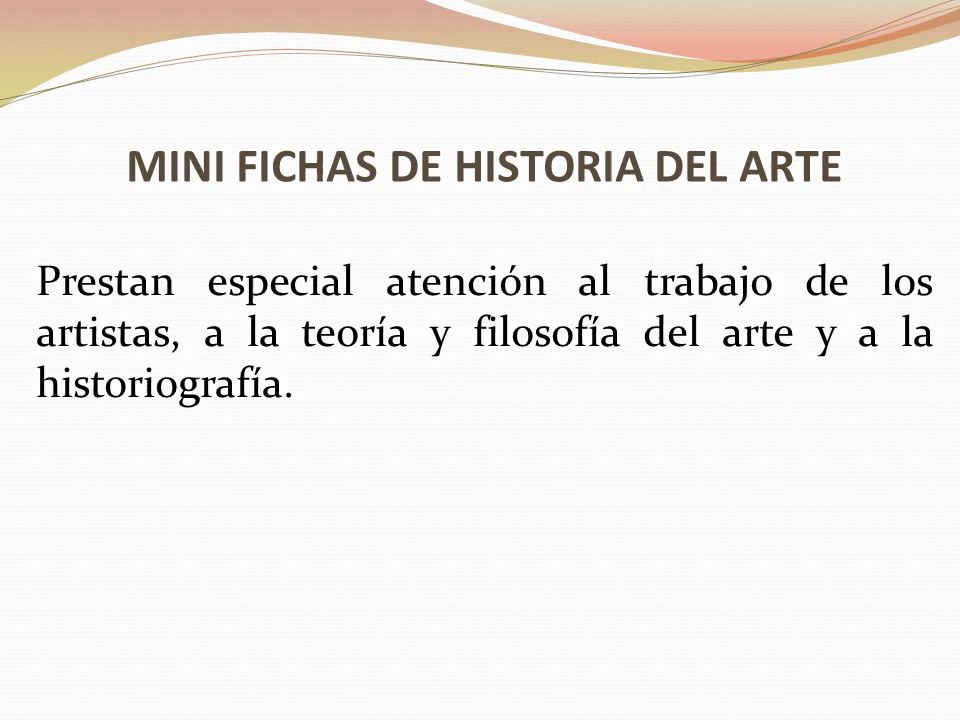 MINI FICHAS DE HISTORIA DEL ARTE
Prestan especial atención al trabajo de los
artistas, a la teoría y filosofía del arte y a la
historiografía.